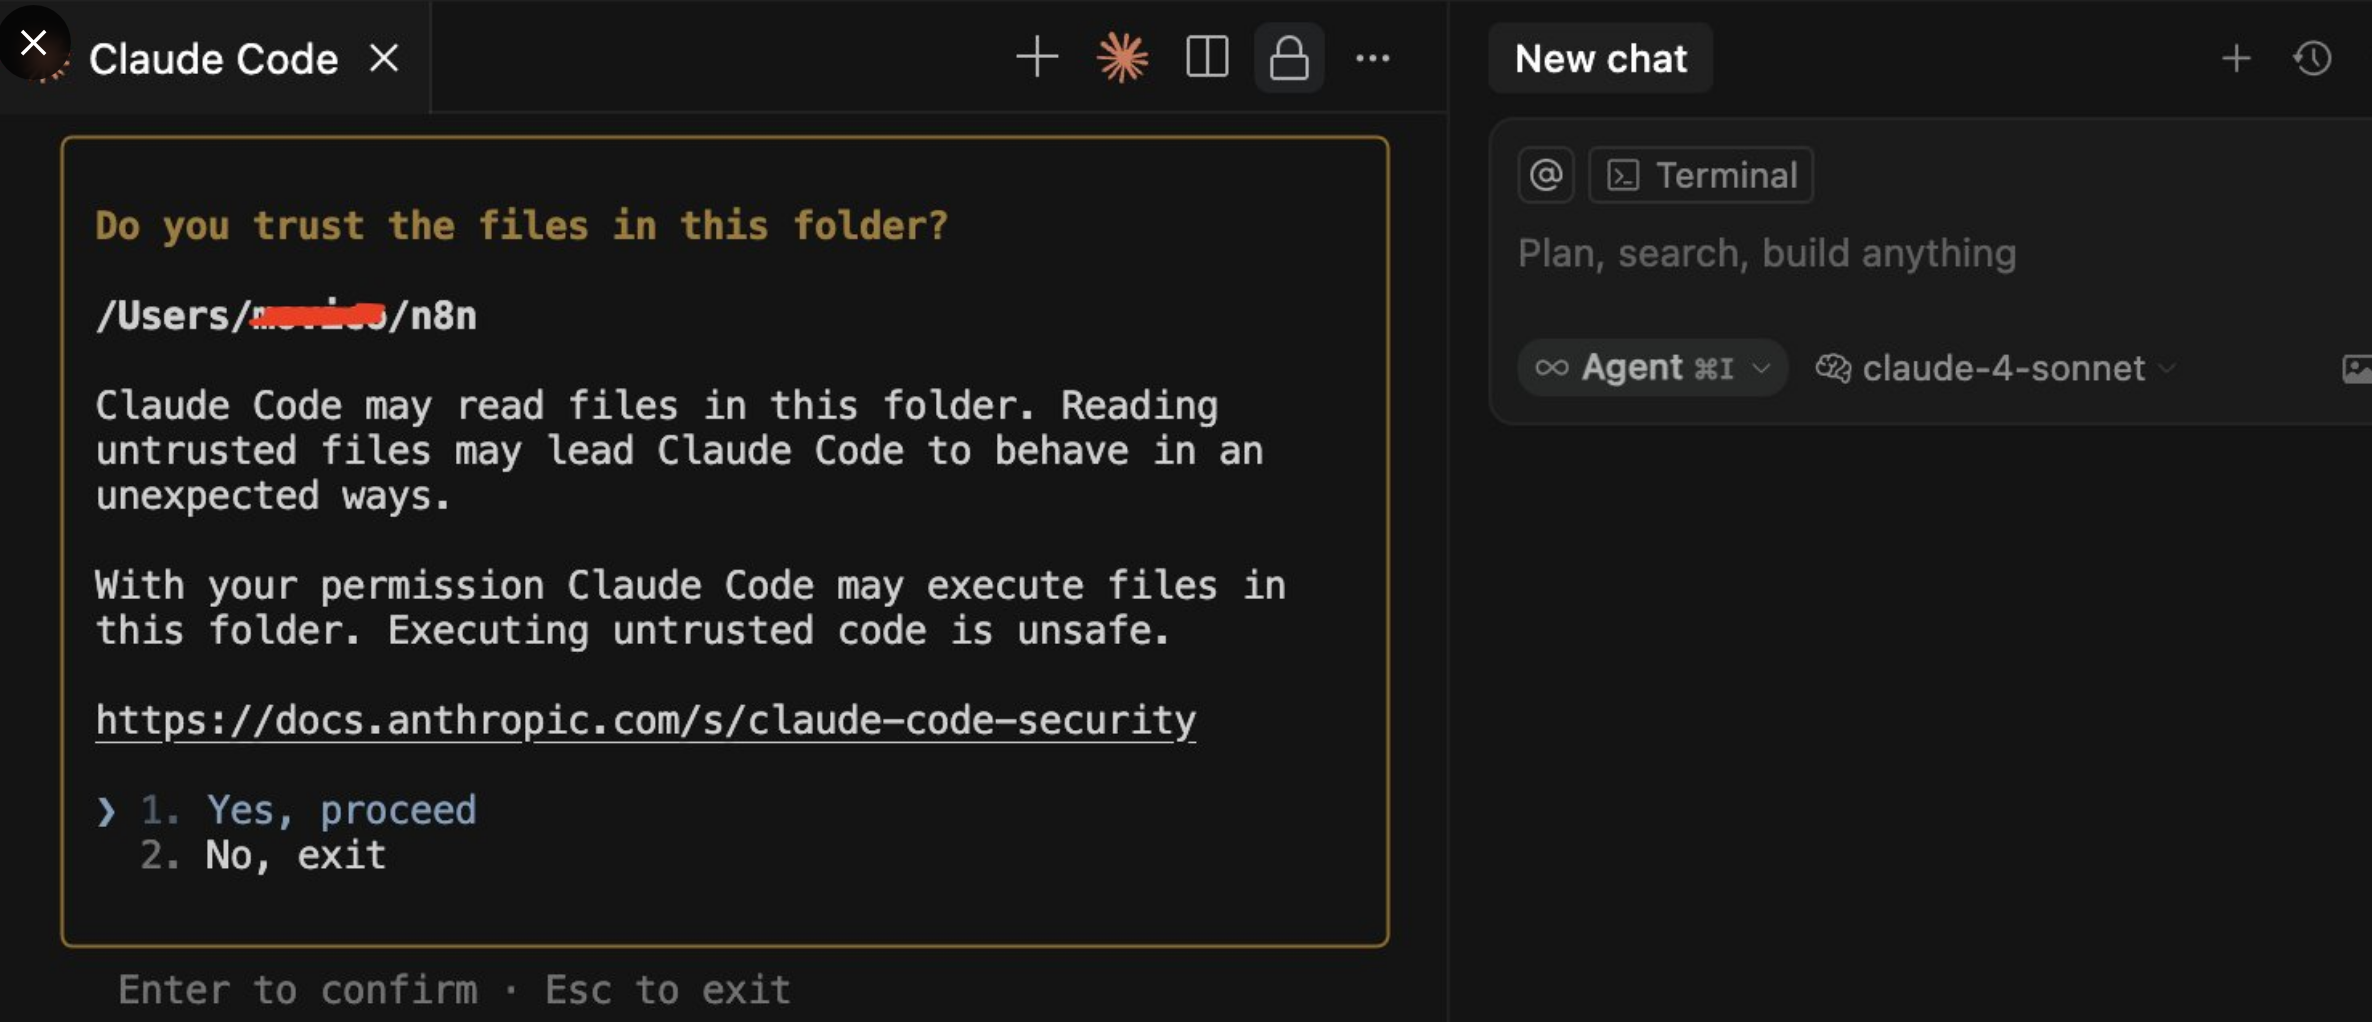 Claude Code
New chat
@ Terminal
Plan, search, build anything
Agent ⌘I claude-4-sonnet
Do you trust the files in this folder?
/Users/ /n8n
Claude Code may read files in this folder. Reading
untrusted files may lead Claude Code to behave in an
unexpected ways.
With your permission Claude Code may execute files in
this folder. Executing untrusted code is unsafe.
https://docs.anthropic.com/s/claude-code-security
❯ 1. Yes, proceed
2. No, exit
Enter to confirm · Esc to exit